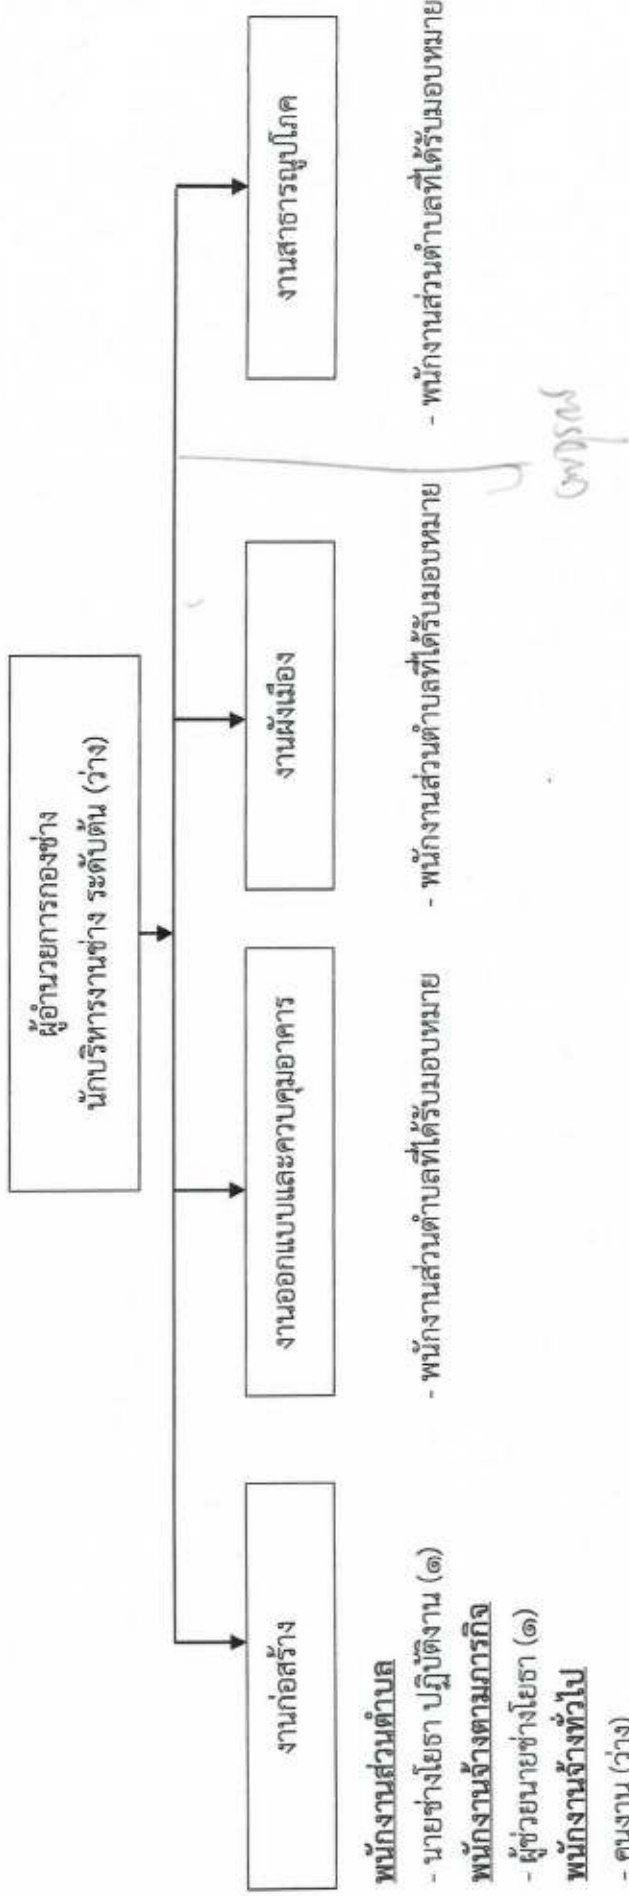 ผู้อำนวยการกองช่าง
นักบริหารงานช่าง ระดับต้น (ว่าง)
งานก่อสร้าง
งานออกแบบและควบคุมอาคาร
งานผังเมือง
งานสาธารณูปโภค
พนักงานส่วนตำบล
- นายช่างโยธา ปฏิบัติงาน (๑)
พนักงานจ้างตามภารกิจ
- ผู้ช่วยนายช่างโยธา (๑)
พนักงานจ้างทั่วไป
- คนงาน (ว่าง)
- พนักงานส่วนตำบลที่ได้รับมอบหมาย
- พนักงานส่วนตำบลที่ได้รับมอบหมาย
- พนักงานส่วนตำบลที่ได้รับมอบหมาย